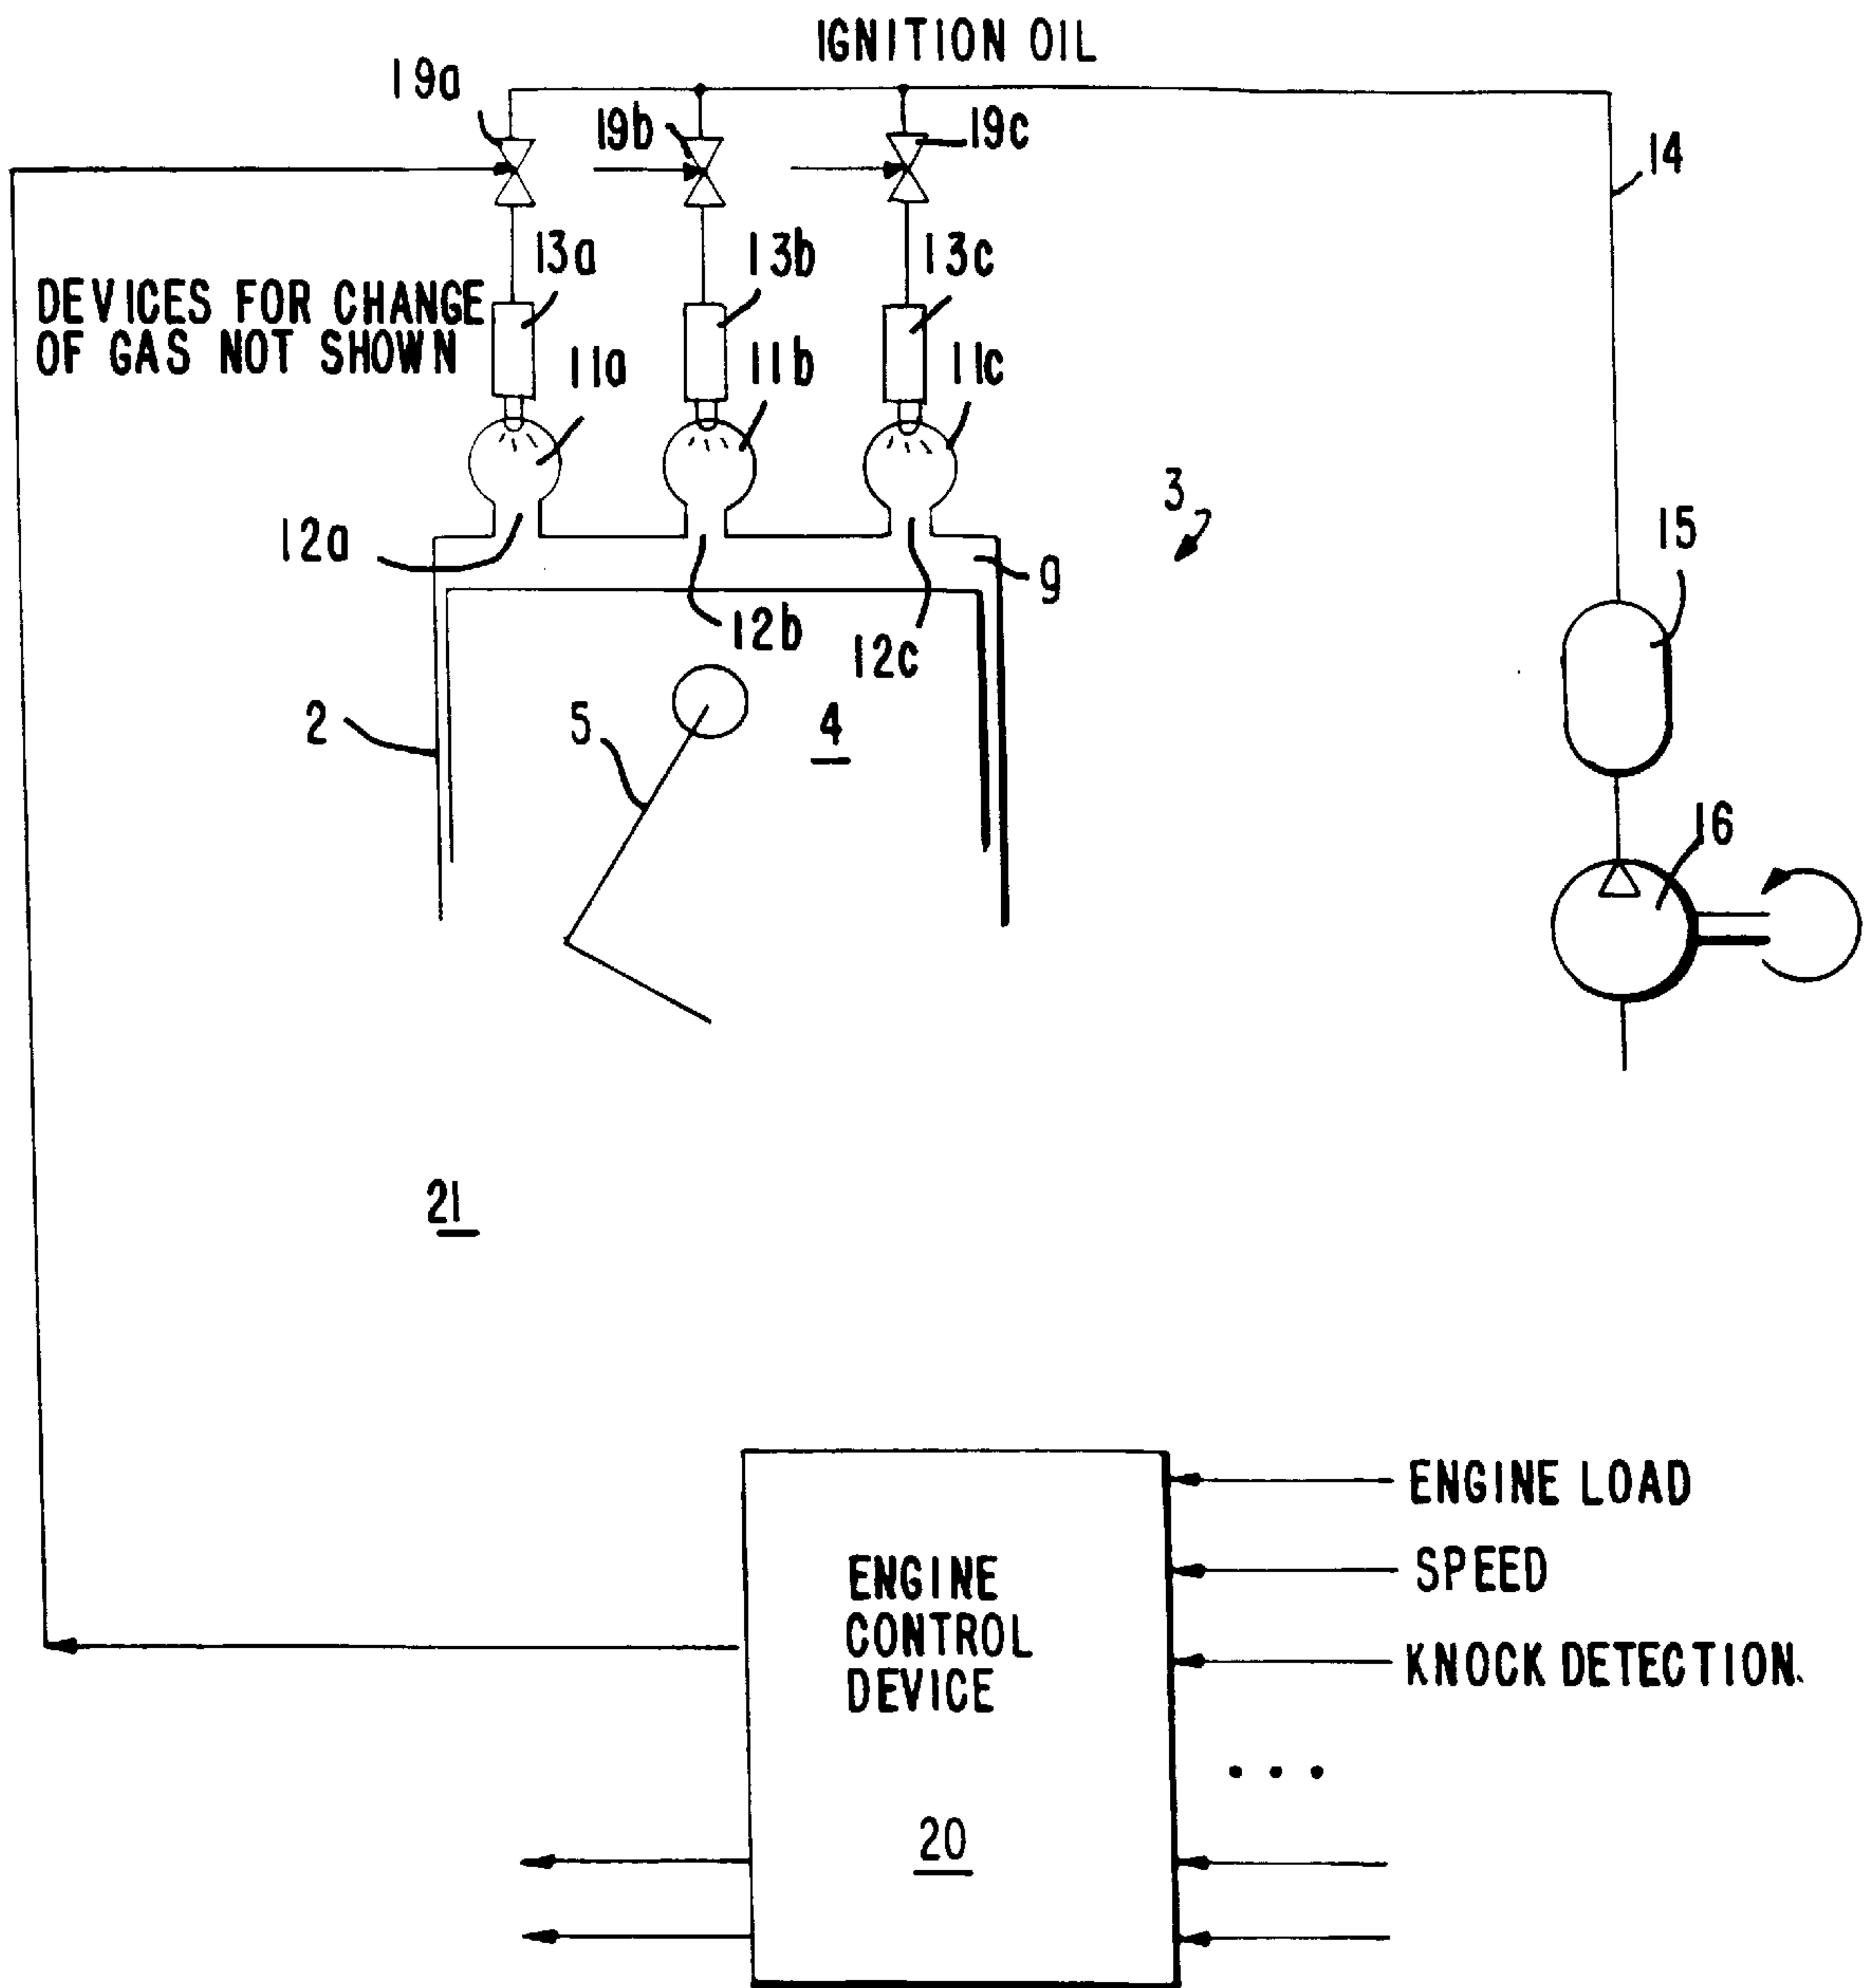 IGNITION OIL
19a
19b
19c
14
13a
13b
13c
DEVICES FOR CHANGE
OF GAS NOT SHOWN
11a
11b
11c
3
12a
9
15
12b
12c
2
5
4
16
21
ENGINE LOAD
SPEED
ENGINE
CONTROL
DEVICE
KNOCK DETECTION.
...
20